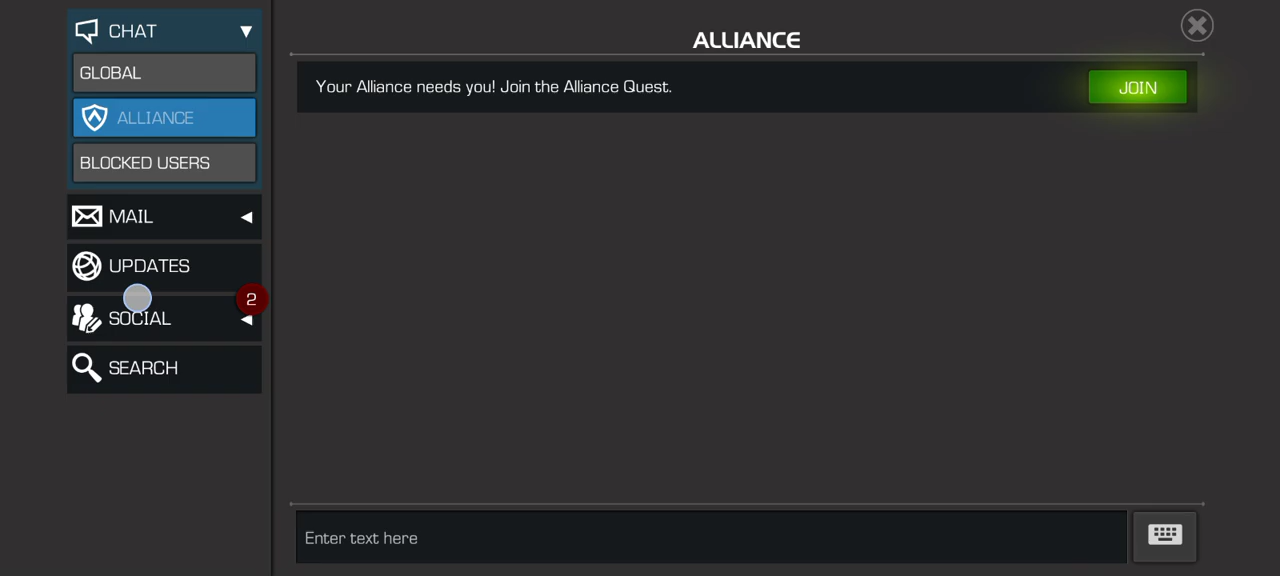 CHAT
GLOBAL
ALLIANCE
BLOCKED USERS
MAIL
UPDATES
2
SOCIAL
SEARCH
ALLIANCE
Your Alliance needs you! Join the Alliance Quest.
JOIN
Enter text here